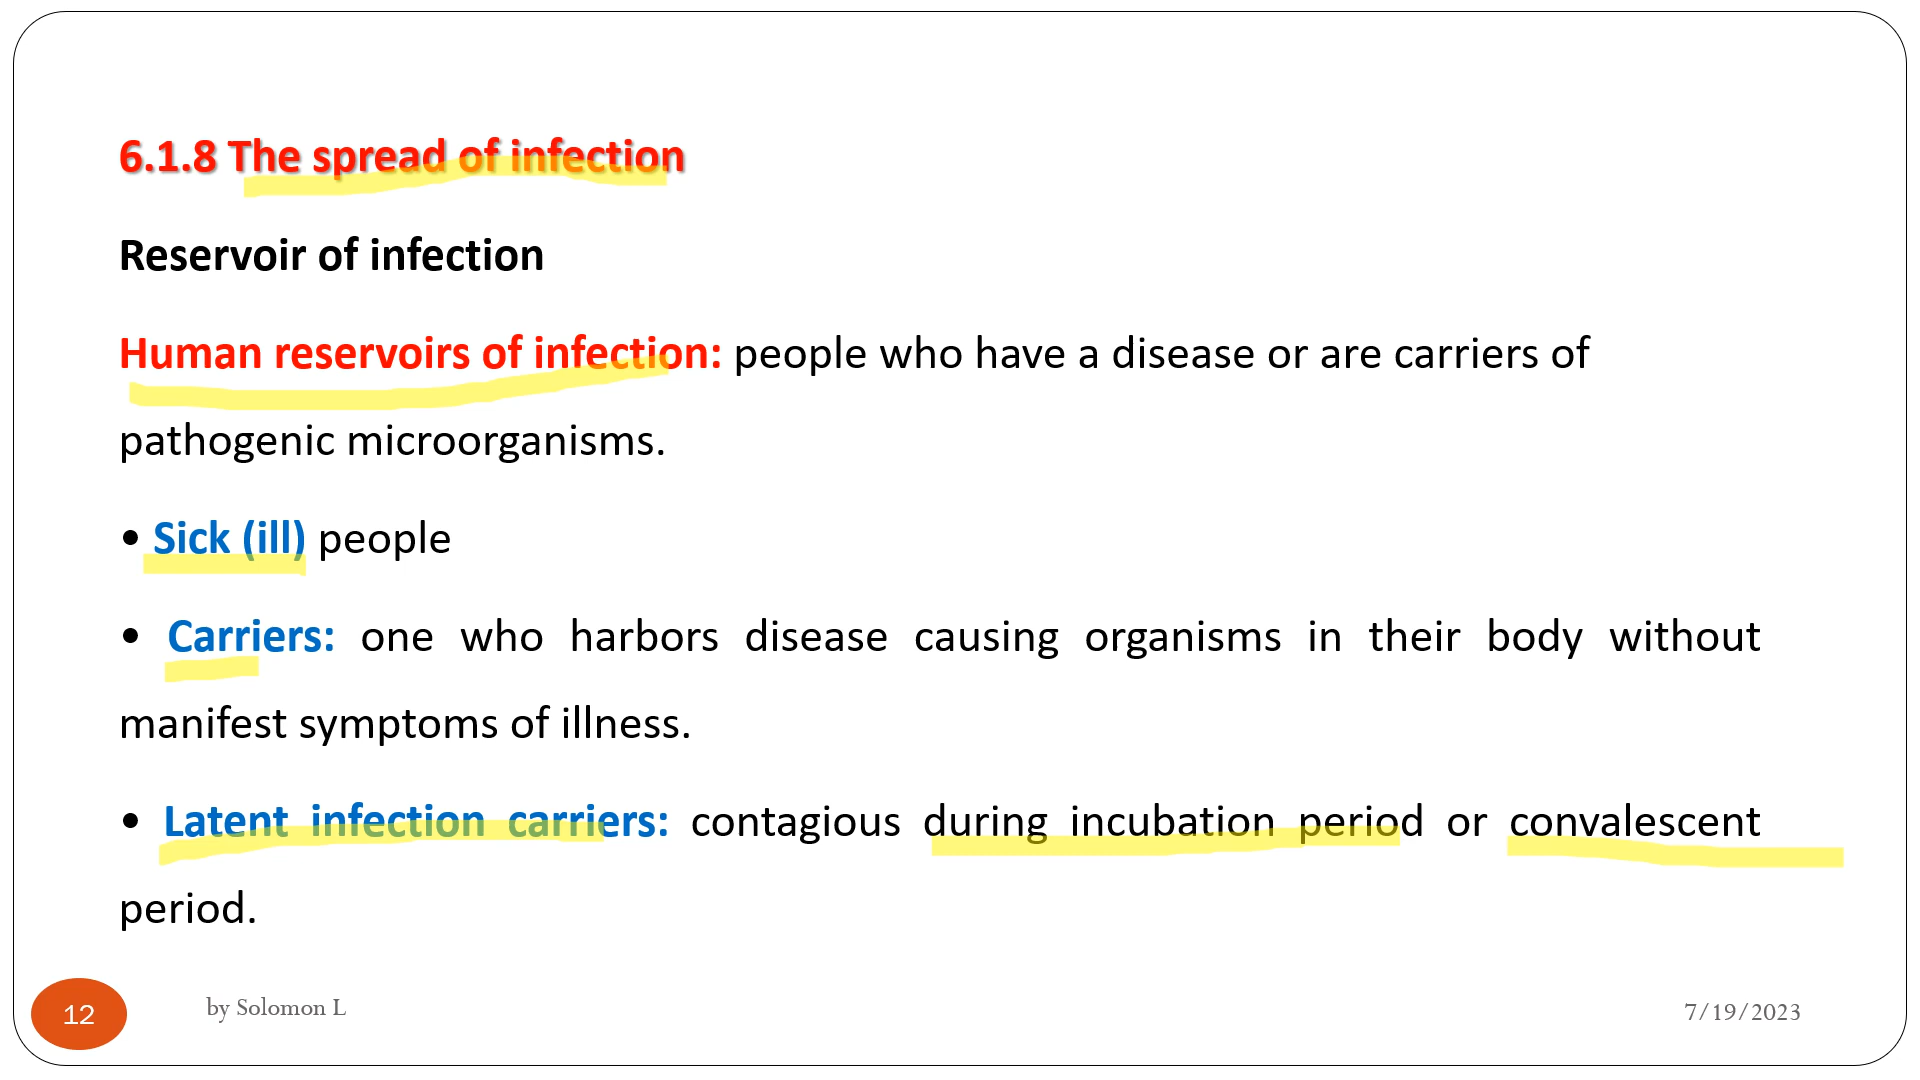 6.1.8 The spread of infection
Reservoir of infection
Human reservoirs of infection: people who have a disease or are carriers of
pathogenic microorganisms.
• Sick (ill) people
• Carriers: one who harbors disease causing organisms in their body without
manifest symptoms of illness.
• Latent infection carriers: contagious during incubation period or convalescent
period.
12
by Solomon L
7/19/2023